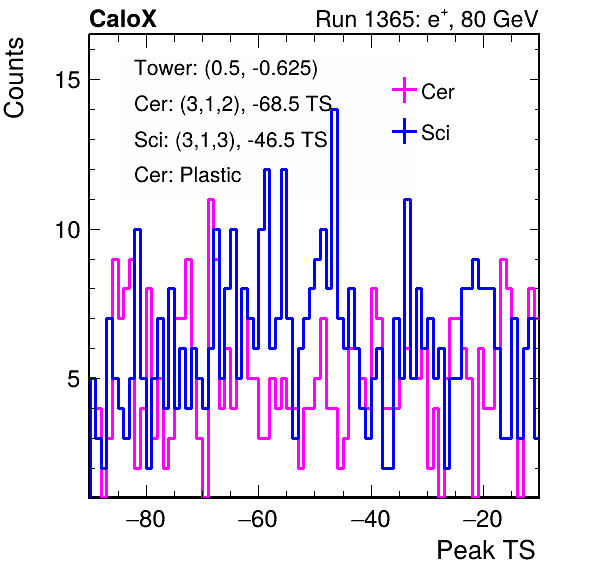 CaloX Run 1365: e⁺, 80 GeV
Counts
Tower: (0.5, -0.625)
Cer: (3,1,2), -68.5 TS
Sci: (3,1,3), -46.5 TS
Cer: Plastic
Cer
Sci
15
10
5
−80 −60 −40 −20
Peak TS